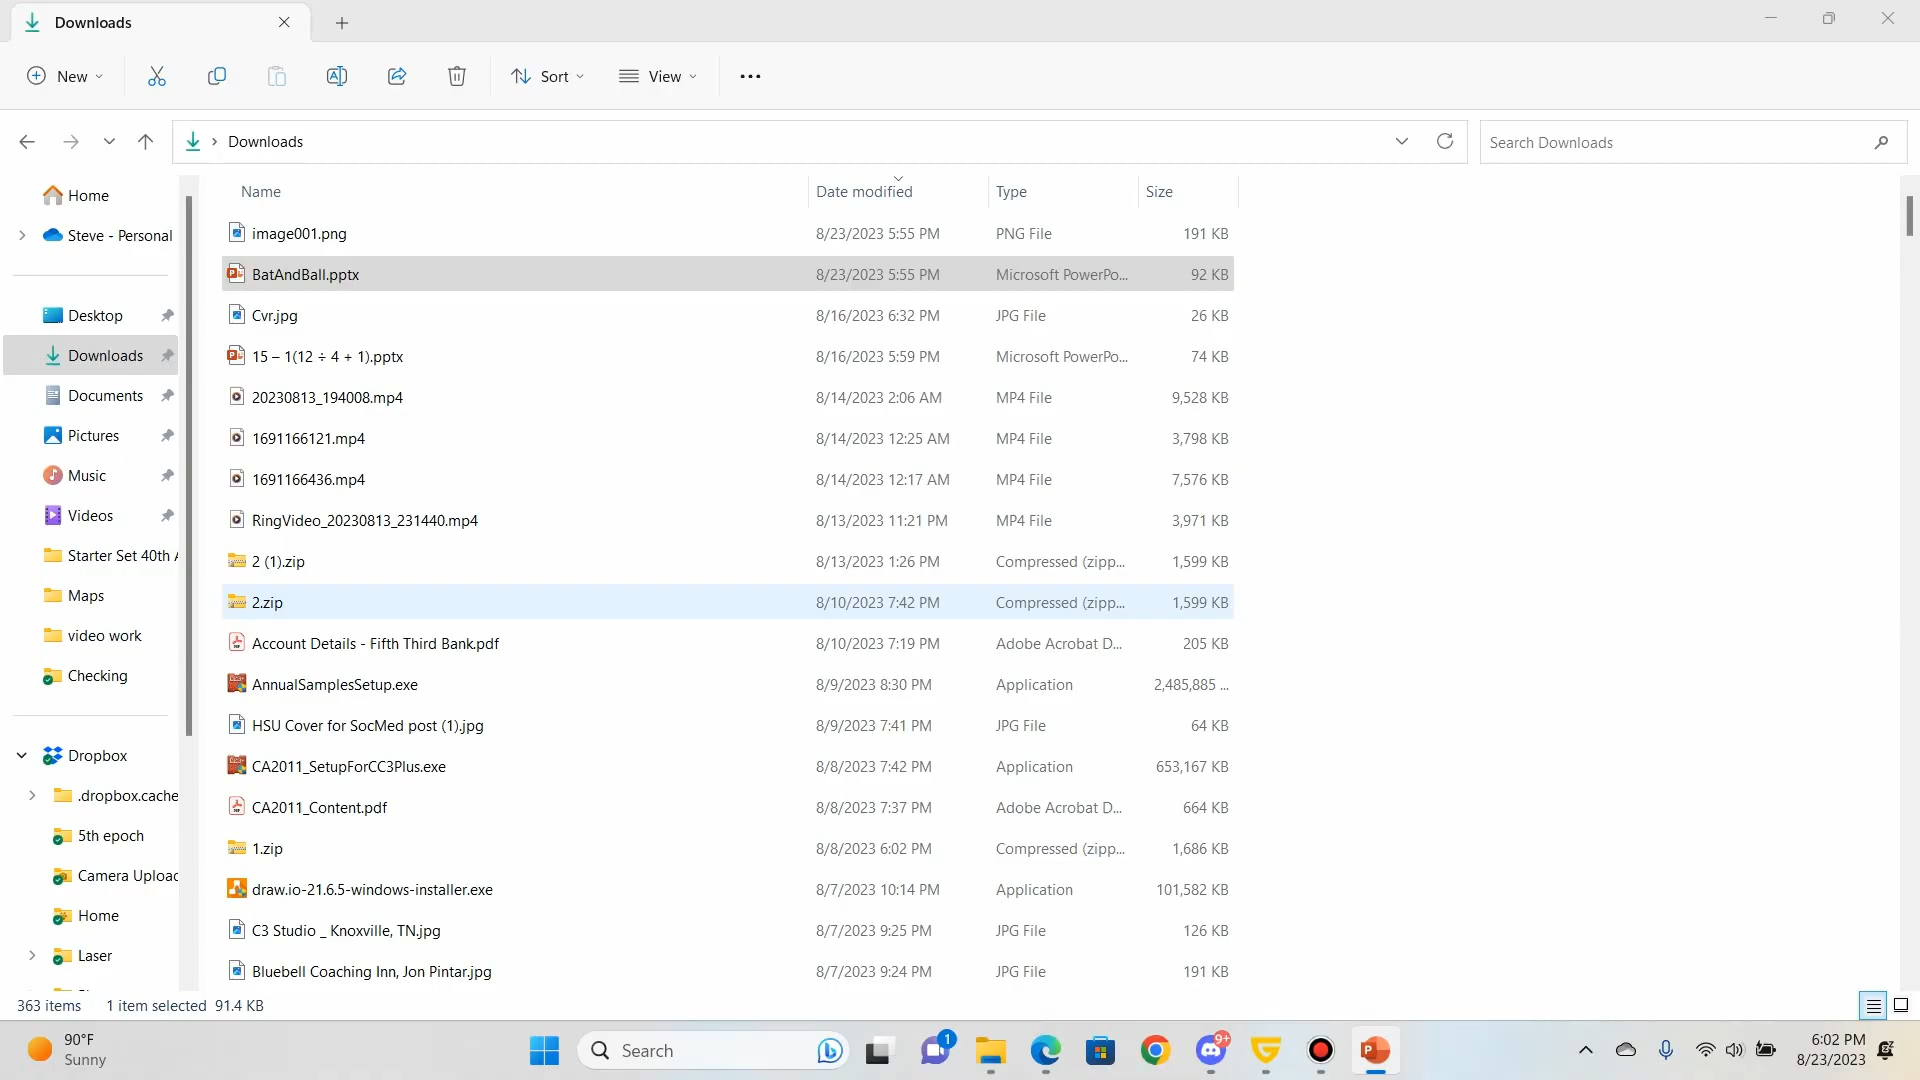 Downloads
New
Sort
View
Downloads
Search Downloads
Home
Steve - Personal
Desktop
Downloads
Documents
Pictures
Music
Videos
Starter Set 40th
Maps
video work
Checking
Dropbox
.dropbox.cache
5th epoch
Camera Upload
Home
Laser
Name Date modified Type Size
image001.png 8/23/2023 5:55 PM PNG File 191 KB
BatAndBall.pptx 8/23/2023 5:55 PM Microsoft PowerPo... 92 KB
Cvr.jpg 8/16/2023 6:32 PM JPG File 26 KB
15 – 1(12 ÷ 4 + 1).pptx 8/16/2023 5:59 PM Microsoft PowerPo... 74 KB
20230813_194008.mp4 8/14/2023 2:06 AM MP4 File 9,528 KB
1691166121.mp4 8/14/2023 12:25 AM MP4 File 3,798 KB
1691166436.mp4 8/14/2023 12:17 AM MP4 File 7,576 KB
RingVideo_20230813_231440.mp4 8/13/2023 11:21 PM MP4 File 3,971 KB
2 (1).zip 8/13/2023 1:26 PM Compressed (zipp... 1,599 KB
2.zip 8/10/2023 7:42 PM Compressed (zipp... 1,599 KB
Account Details - Fifth Third Bank.pdf 8/10/2023 7:19 PM Adobe Acrobat D... 205 KB
AnnualSamplesSetup.exe 8/9/2023 8:30 PM Application 2,485,885 ...
HSU Cover for SocMed post (1).jpg 8/9/2023 7:41 PM JPG File 64 KB
CA2011_SetupForCC3Plus.exe 8/8/2023 7:42 PM Application 653,167 KB
CA2011_Content.pdf 8/8/2023 7:37 PM Adobe Acrobat D... 664 KB
1.zip 8/8/2023 6:02 PM Compressed (zipp... 1,686 KB
draw.io-21.6.5-windows-installer.exe 8/7/2023 10:14 PM Application 101,582 KB
C3 Studio _ Knoxville, TN.jpg 8/7/2023 9:25 PM JPG File 126 KB
Bluebell Coaching Inn, Jon Pintar.jpg 8/7/2023 9:24 PM JPG File 191 KB
363 items 1 item selected 91.4 KB
90°F
Sunny
Search
1
9+
6:02 PM
8/23/2023